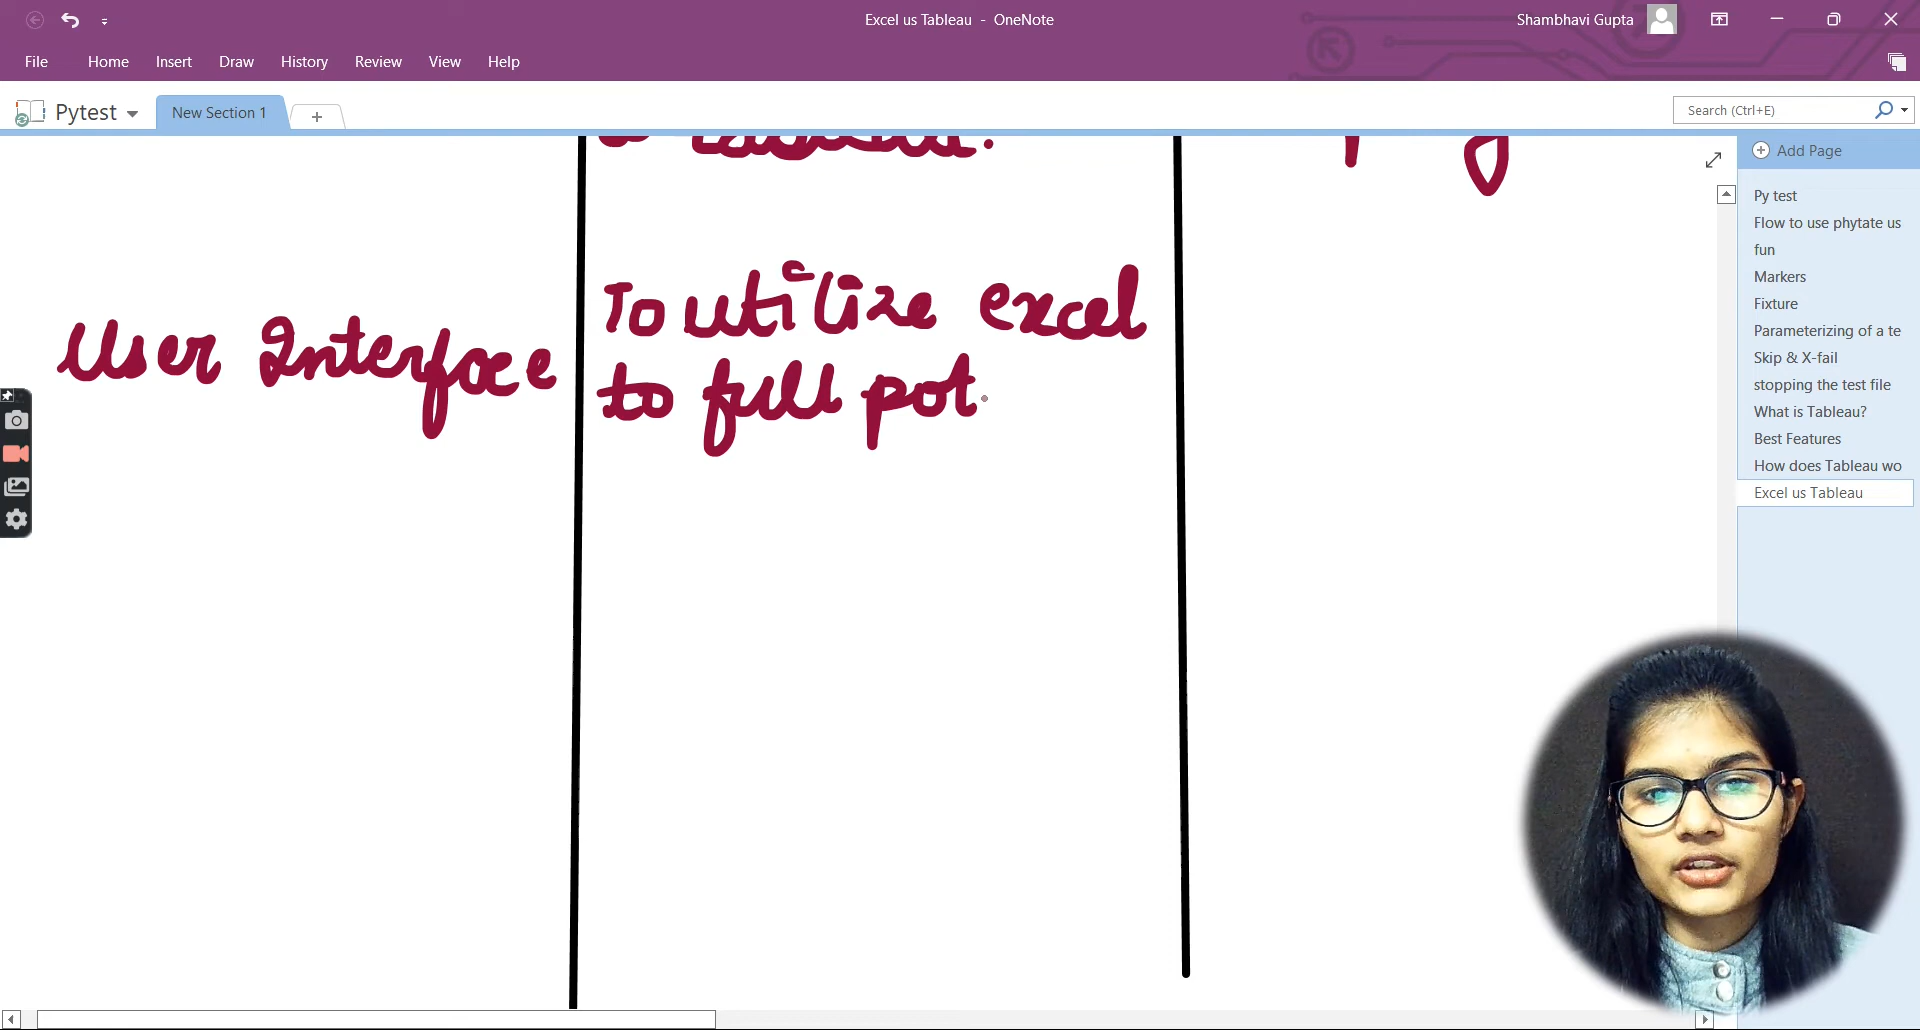 Excel us Tableau - OneNote
Shambhavi Gupta
File Home Insert Draw History Review View Help
Pytest
New Section 1
+
Search (Ctrl+E)
Add Page
Py test
Flow to use phytate us
fun
Markers
Fixture
Parameterizing of a te
Skip & X-fail
stopping the test file
What is Tableau?
Best Features
How does Tableau wo
Excel us Tableau
User Interface
To utilize excel
to full pot